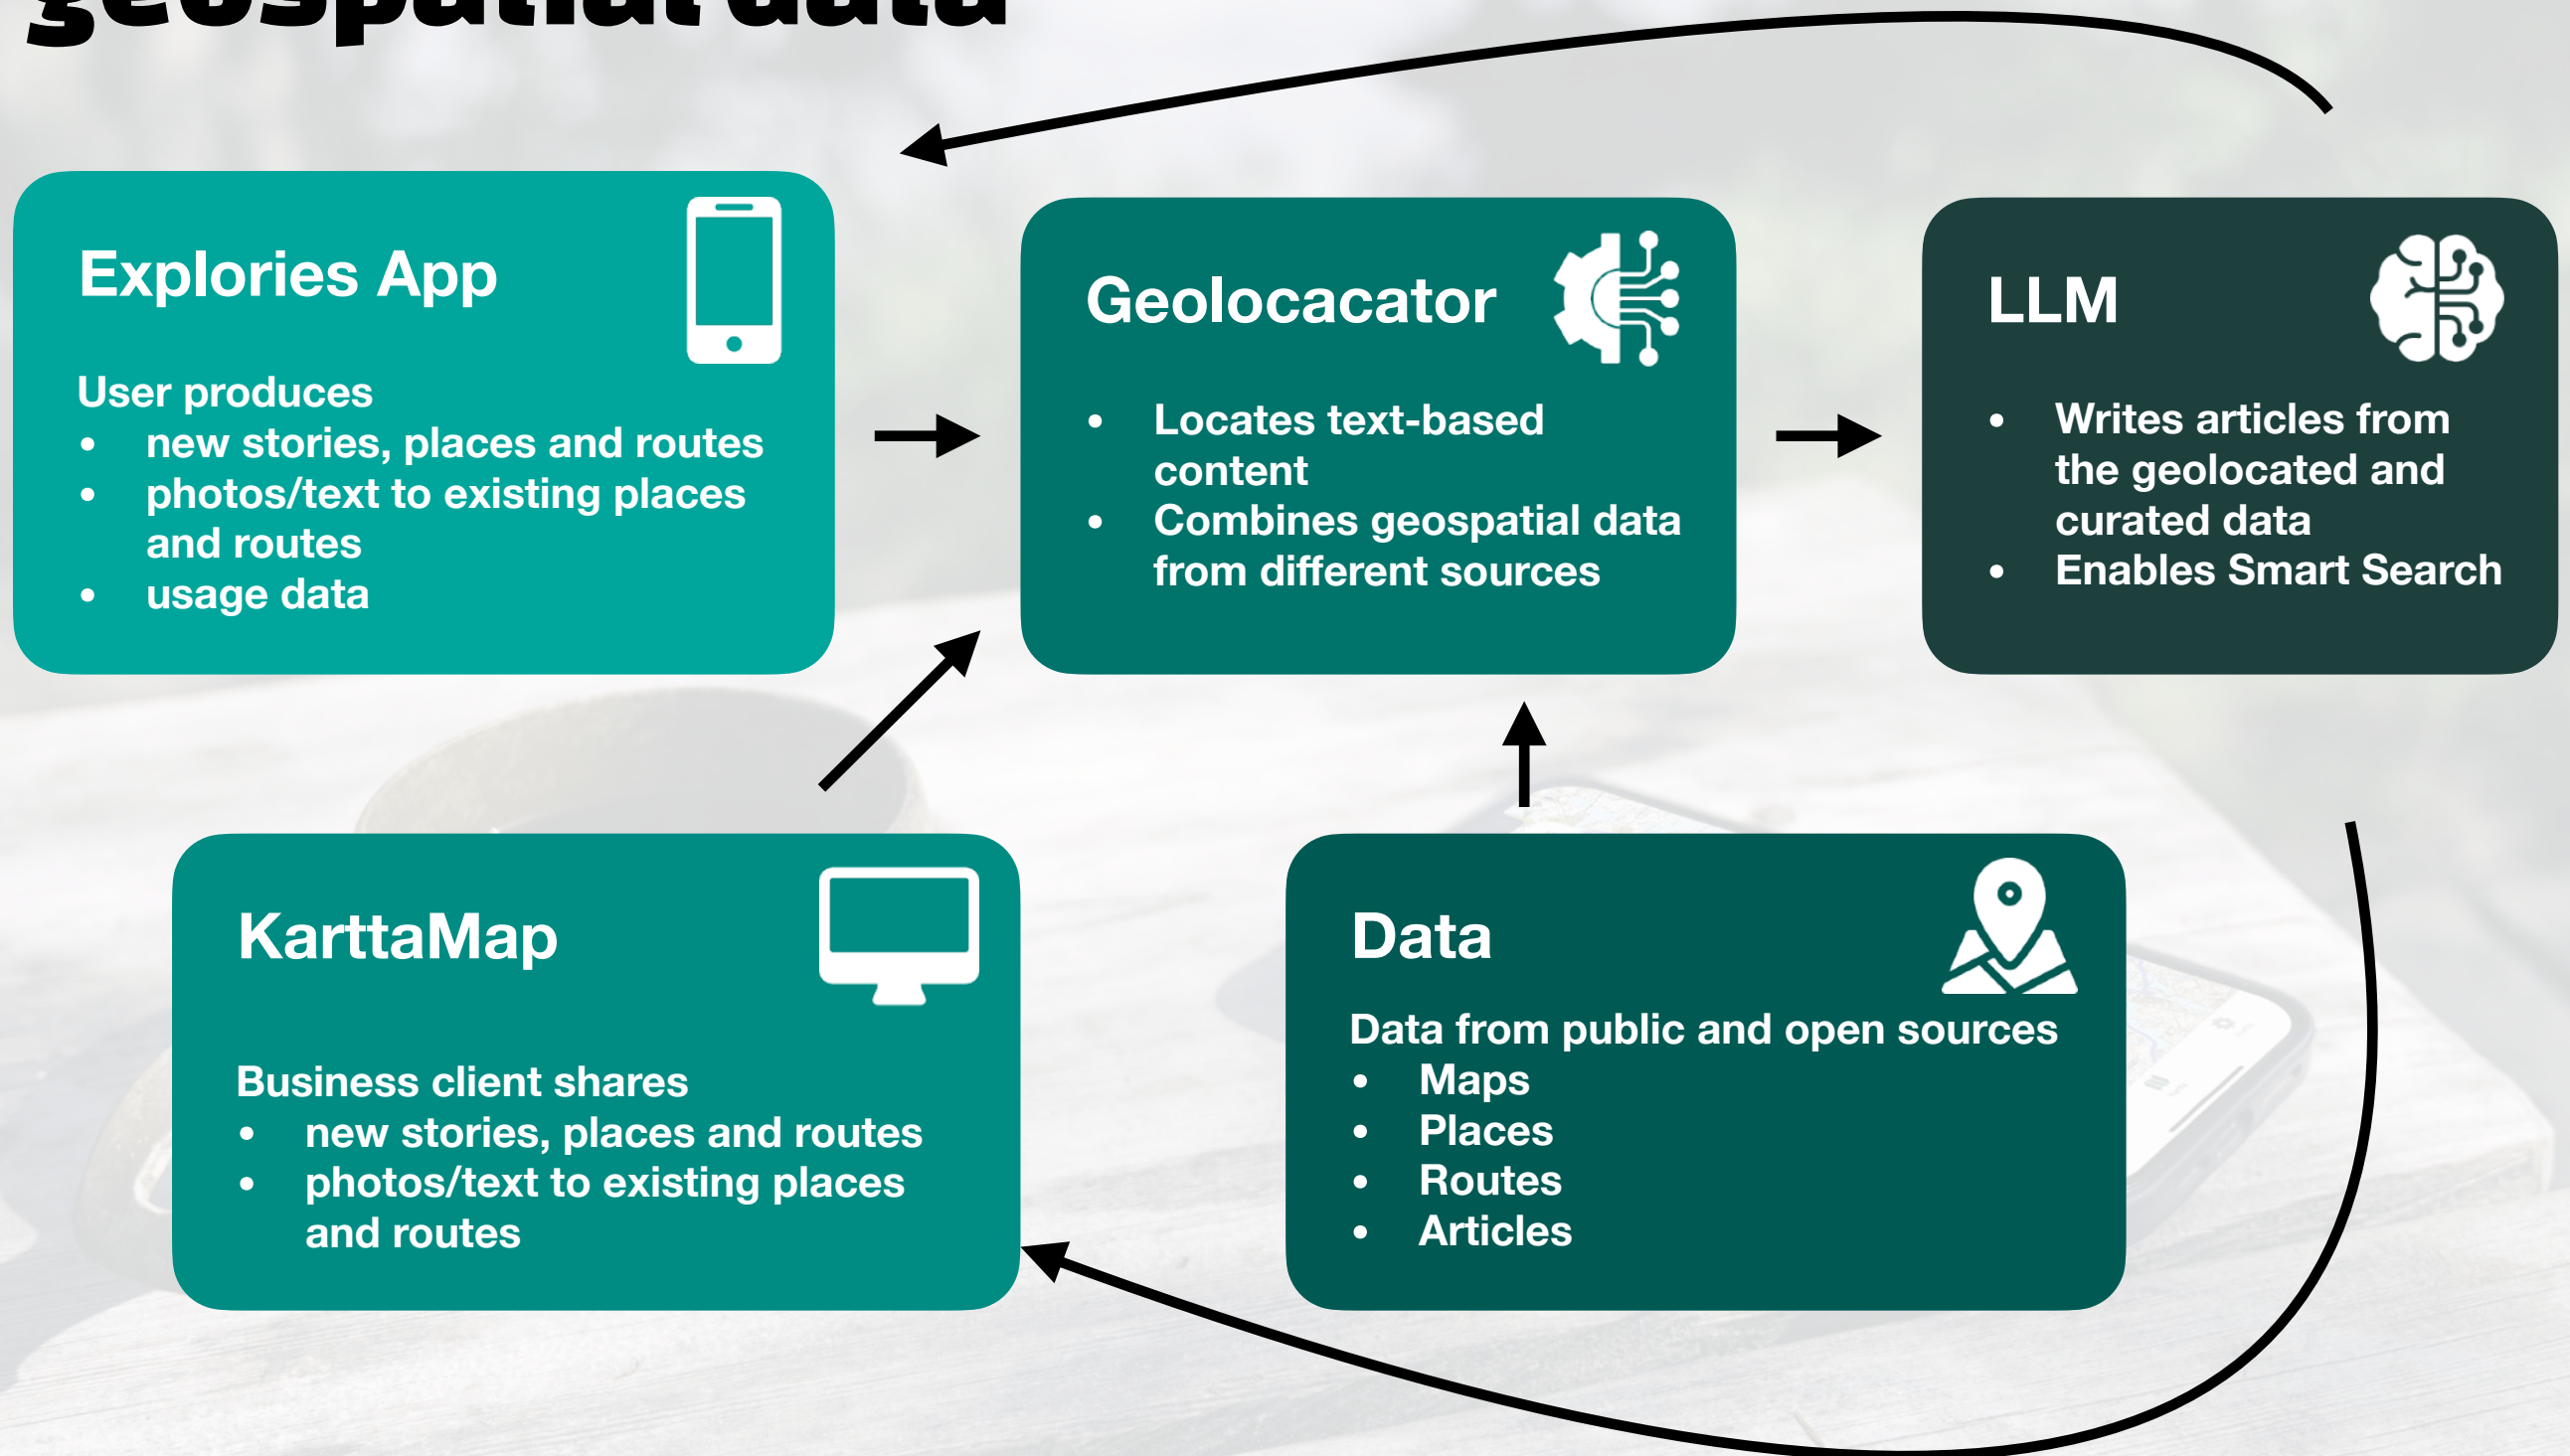 geospatial data
Explories App
User produces
• new stories, places and routes
• photos/text to existing places
and routes
• usage data
Geolocacator
• Locates text-based
content
• Combines geospatial data
from different sources
LLM
• Writes articles from
the geolocated and
curated data
• Enables Smart Search
KarttaMap
Business client shares
• new stories, places and routes
• photos/text to existing places
and routes
Data
Data from public and open sources
• Maps
• Places
• Routes
• Articles